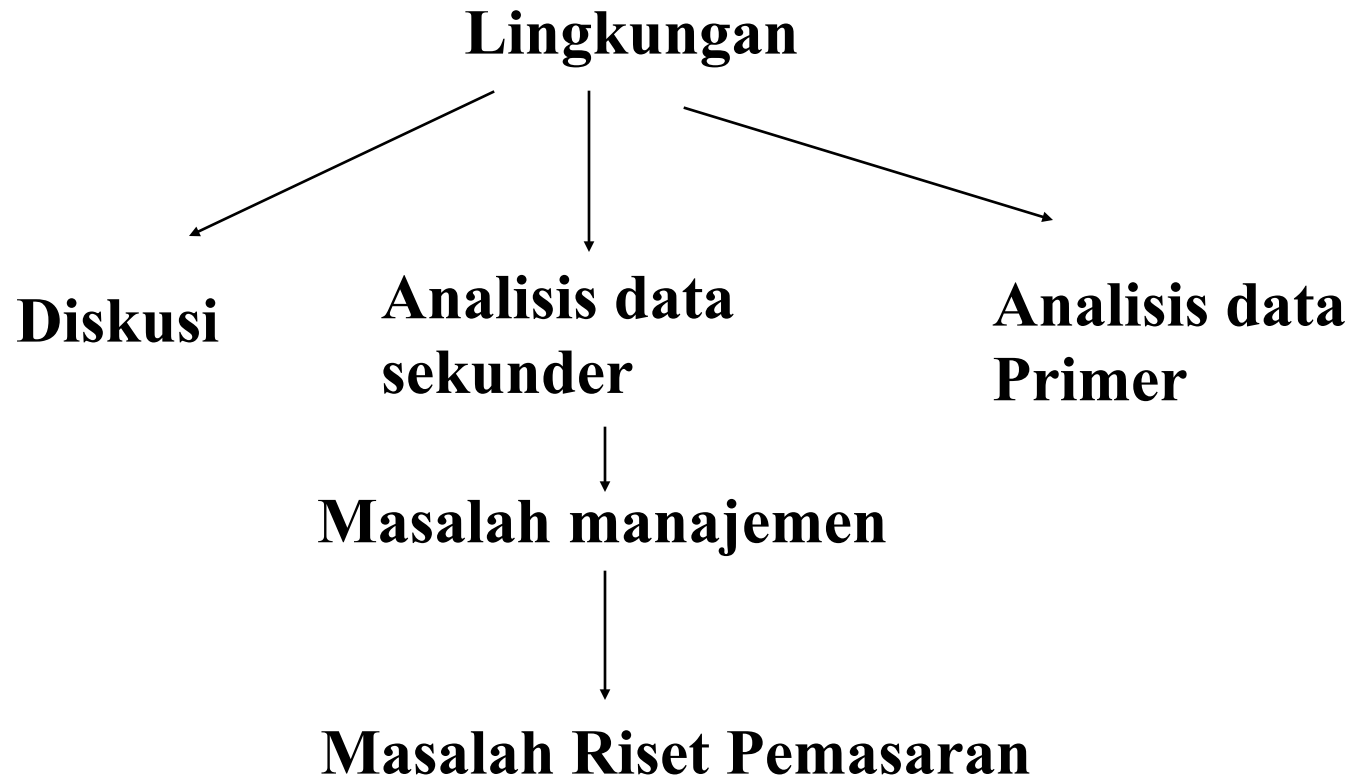 Lingkungan
Diskusi
Analisis data
sekunder
Analisis data
Primer
Masalah manajemen
Masalah Riset Pemasaran